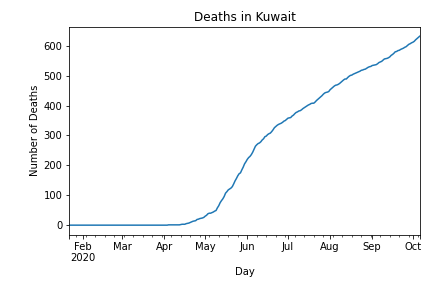 Deaths in Kuwait
Number of Deaths
600
500
400
300
200
100
0
Feb Mar Apr May Jun Jul Aug Sep Oct
2020
Day